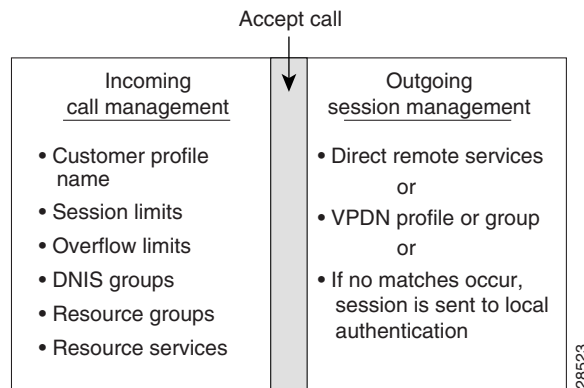 Accept call
Incoming
call management
• Customer profile
name
• Session limits
• Overflow limits
• DNIS groups
• Resource groups
• Resource services
Outgoing
session management
• Direct remote services
or
• VPDN profile or group
or
• If no matches occur,
session is sent to local
authentication
28523